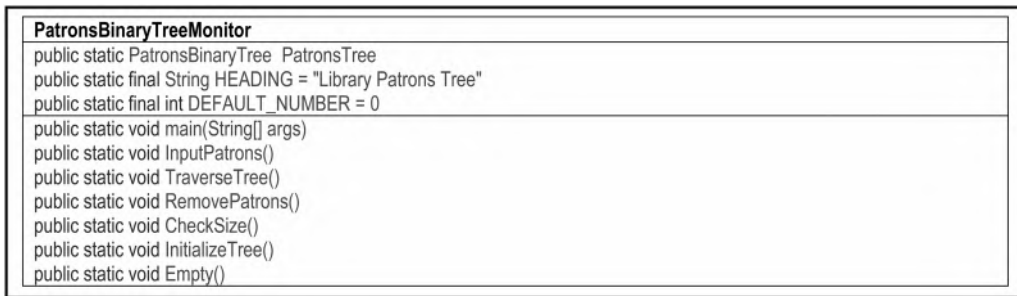 PatronsBinaryTreeMonitor
public static PatronsBinaryTree PatronsTree
public static final String HEADING = "Library Patrons Tree"
public static final int DEFAULT_NUMBER = 0
public static void main(String[] args)
public static void InputPatrons()
public static void TraverseTree()
public static void RemovePatrons()
public static void CheckSize()
public static void InitializeTree()
public static void Empty()